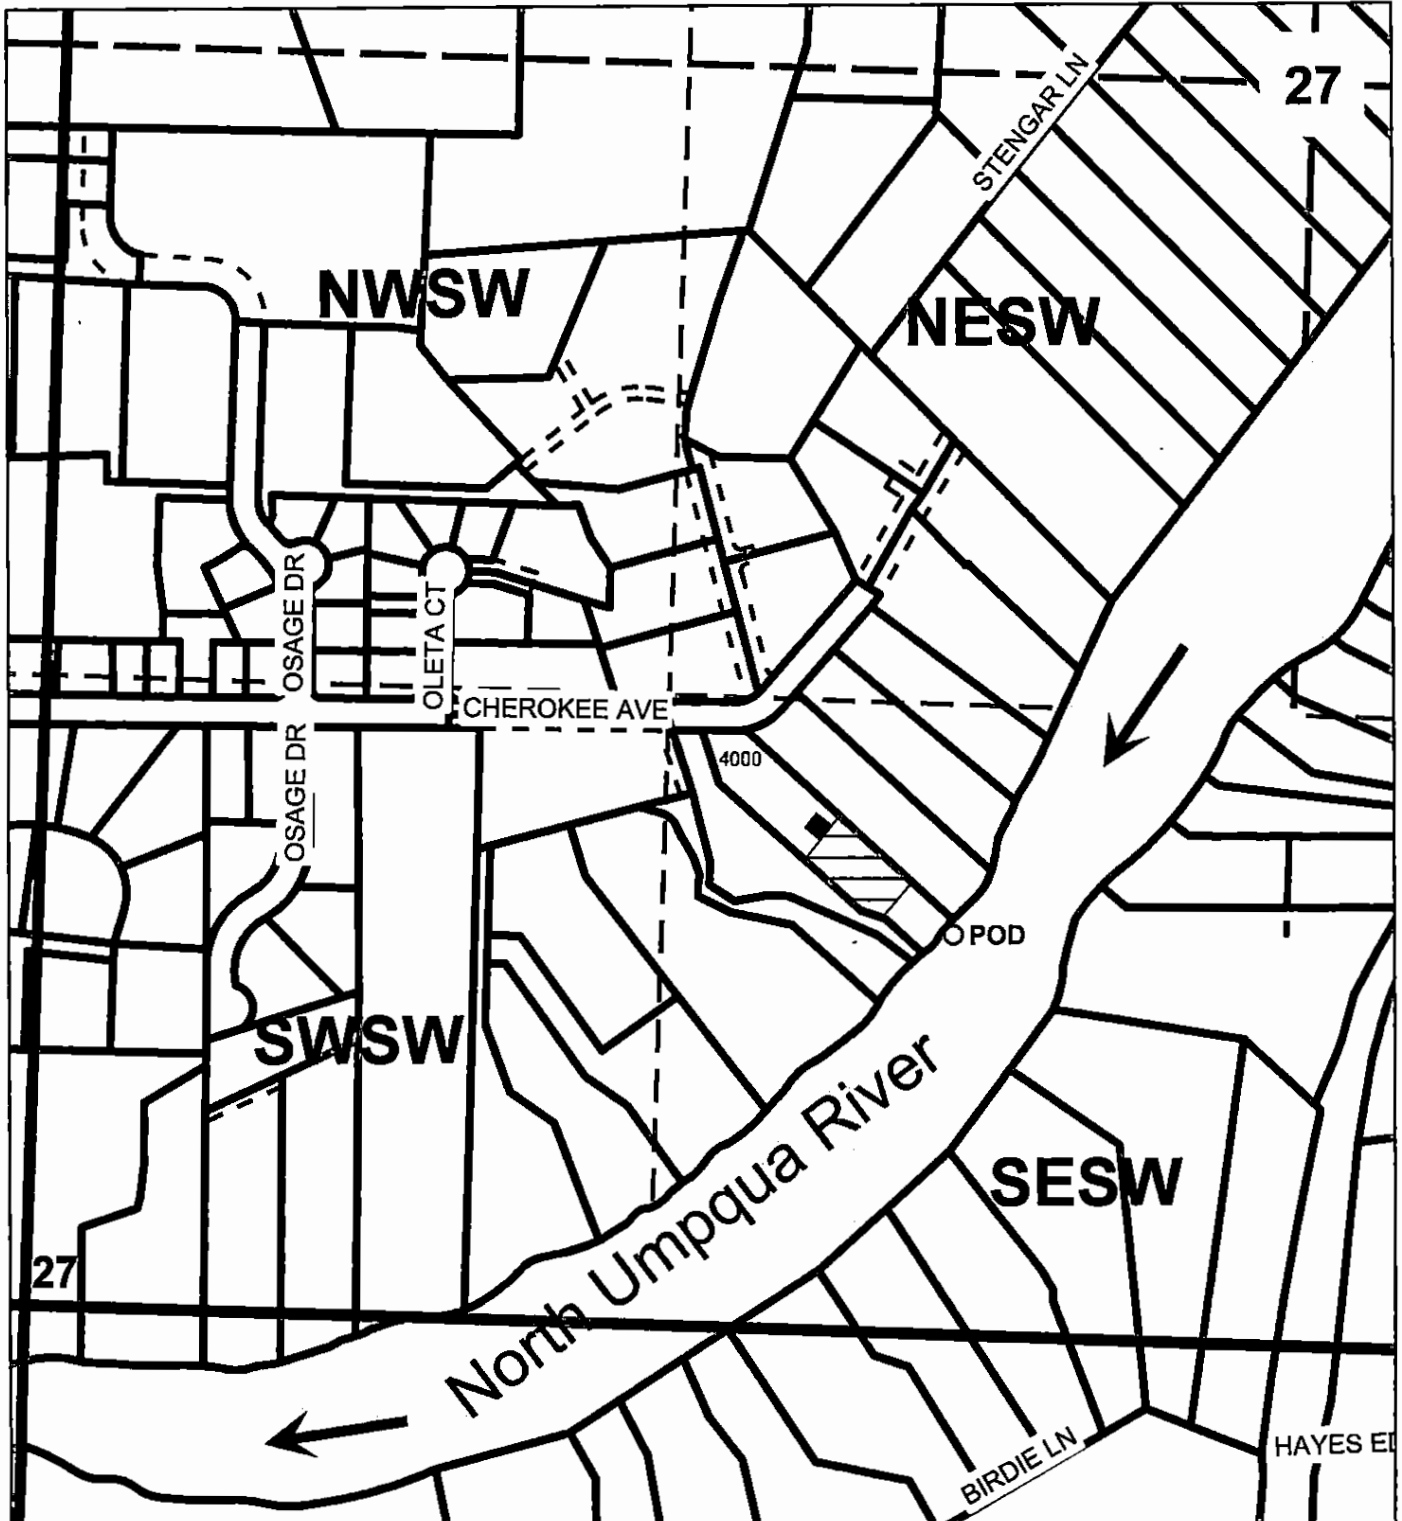 27
STENGAR LN
NWSW
NESW
OSAGE DR
OLETA CT
CHEROKEE AVE
OSAGE DR
4000
POD
SWSW
North Umpqua River
SESW
27
BIRDIE LN
HAYES ED